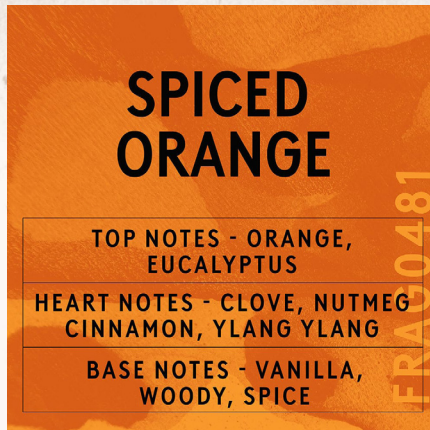 SPICED
ORANGE
TOP NOTES - ORANGE,
EUCALYPTUS
HEART NOTES - CLOVE, NUTMEG
CINNAMON, YLANG YLANG
BASE NOTES - VANILLA,
WOODY, SPICE
FRAG0481